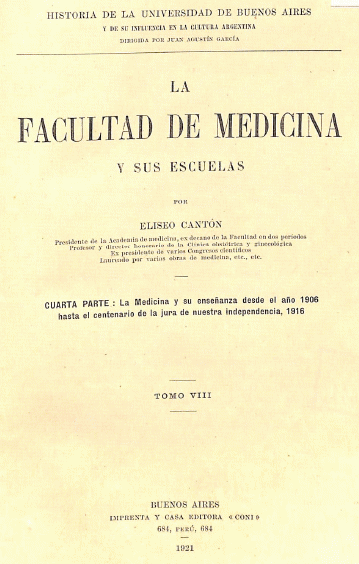 HISTORIA DE LA UNIVERSIDAD DE BUENOS AIRES
Y DE SU INFLUENCIA EN LA CULTURA ARGENTINA
DIRIGIDA POR JUAN AGUSTÍN GARCÍA
LA
FACULTAD DE MEDICINA
Y SUS ESCUELAS
POR
ELISEO CANTÓN
Presidente de la Academia de medicina, ex decano de la Facultad en dos períodos
Profesor y director honorario de la Clínica obstétrica y ginecológica
Ex presidente de varios Congresos científicos
Laureado por varias obras de medicina, etc., etc.
CUARTA PARTE : La Medicina y su enseñanza desde el año 1906
hasta el centenario de la jura de nuestra independencia, 1916
TOMO VIII
BUENOS AIRES
IMPRENTA Y CASA EDITORA « CONI »
684, PERÚ, 684
1921